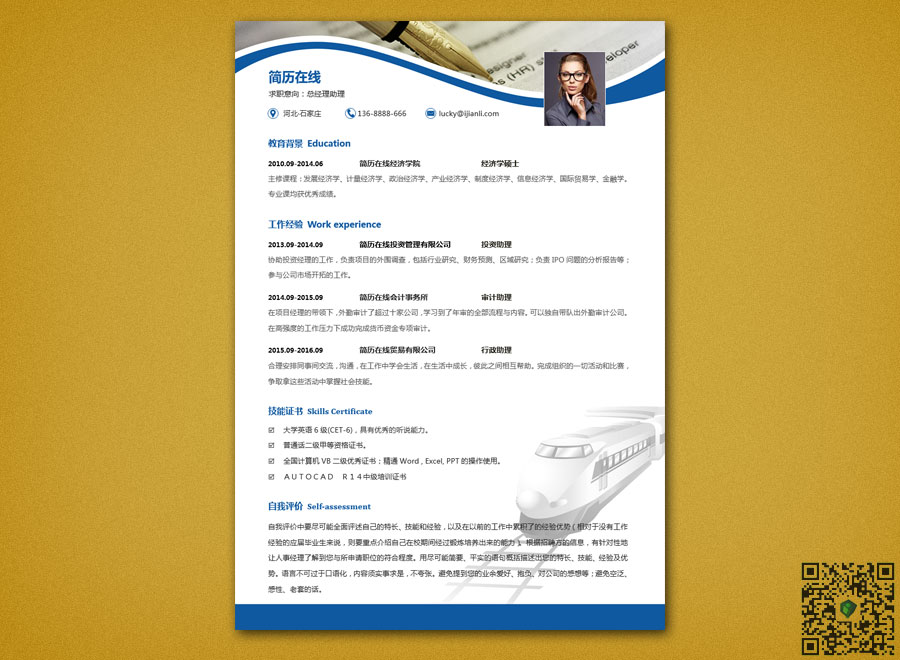 (HR) s
developer
简历在线
求职意向：总经理助理
河北·石家庄 136-8888-666 lucky@ijianli.com
教育背景 Education
2010.09-2014.06 简历在线经济学院 经济学硕士
主修课程：发展经济学、计量经济学、政治经济学、产业经济学、制度经济学、信息经济学、国际贸易学、金融学。
专业课均获优秀成绩。
工作经验 Work experience
2013.09-2014.09 简历在线投资管理有限公司 投资助理
协助投资经理的工作，负责项目的外围调查，包括行业研究、财务预测、区域研究；负责 IPO 问题的分析报告等；
参与公司市场开拓的工作。
2014.09-2015.09 简历在线会计事务所 审计助理
在项目经理的带领下，外勤审计了超过十家公司，学习到了年审的全部流程与内容。可以独自带队出外勤审计公司。
在高强度的工作压力下成功完成货币资金专项审计。
2015.09-2016.09 简历在线贸易有限公司 行政助理
合理安排同事间交流，沟通，在工作中学会生活，在生活中成长，彼此之间相互帮助。完成组织的一切活动和比赛，
争取拿这些活动中掌握社会技能。
技能证书 Skills Certificate
大学英语 6 级(CET-6)，具有优秀的听说能力。
普通话二级甲等资格证书。
全国计算机 VB 二级优秀证书；精通 Word , Excel, PPT 的操作使用。
ＡＵＴＯＣＡＤ Ｒ１４中级培训证书
自我评价 Self-assessment
自我评价中要尽可能全面评述自己的特长、技能和经验，以及在以前的工作中累积了的经验优势（相对于没有工作
经验的应届毕业生来说，则要重点介绍自己在校期间经过锻炼培养出来的能力）。根据招聘方的信息，有针对性地
让人事经理了解到您与所申请职位的符合程度。用尽可能简要、平实的语句概括描述出您的特长、技能、经验及优
势。语言不可过于口语化，内容须实事求是，不夸张。避免提到您的业余爱好、抱负、对公司的感想等；避免空泛、
感性、老套的话。